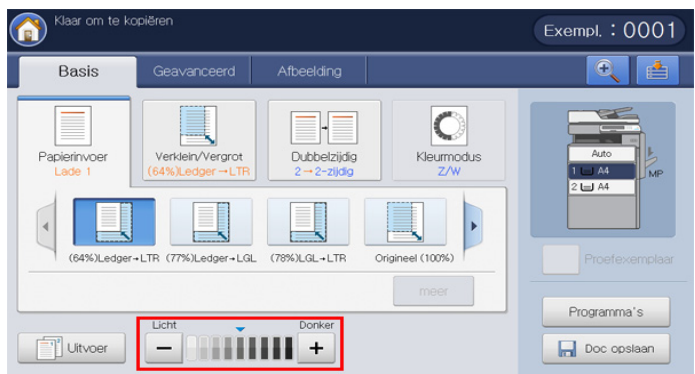 Klaar om te kopiëren
Exempl. : 0001
Basis
Geavanceerd
Afbeelding
Papierinvoer
Lade 1
Verklein/Vergrot
(64%)Ledger→LTR
Dubbelzijdig
2→2-zijdig
Kleurmodus
Z/W
(64%)Ledger→LTR
(77%)Ledger→LGL
(78%)LGL→LTR
Origineel (100%)
meer
Auto
1 A4
2 A4
MP
Proefexemplaar
Programma's
Uitvoer
Licht
Donker
Doc opslaan